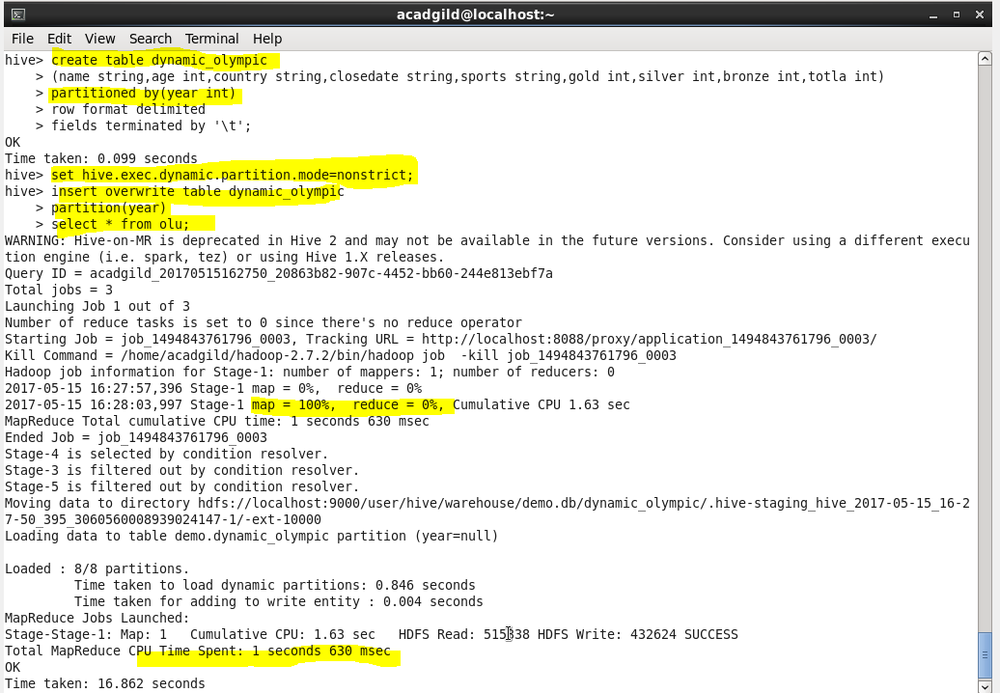 acadgild@localhost:~
File Edit View Search Terminal Help
hive> create table dynamic_olympic
    > (name string,age int,country string,closedate string,sports string,gold int,silver int,bronze int,totla int)
    > partitioned by(year int)
    > row format delimited
    > fields terminated by '\t';
OK
Time taken: 0.099 seconds
hive> set hive.exec.dynamic.partition.mode=nonstrict;
hive> insert overwrite table dynamic_olympic
    > partition(year)
    > select * from olu;
WARNING: Hive-on-MR is deprecated in Hive 2 and may not be available in the future versions. Consider using a different execu
tion engine (i.e. spark, tez) or using Hive 1.X releases.
Query ID = acadgild_20170515162750_20863b82-907c-4452-bb60-244e813ebf7a
Total jobs = 3
Launching Job 1 out of 3
Number of reduce tasks is set to 0 since there's no reduce operator
Starting Job = job_1494843761796_0003, Tracking URL = http://localhost:8088/proxy/application_1494843761796_0003/
Kill Command = /home/acadgild/hadoop-2.7.2/bin/hadoop job  -kill job_1494843761796_0003
Hadoop job information for Stage-1: number of mappers: 1; number of reducers: 0
2017-05-15 16:27:57,396 Stage-1 map = 0%,  reduce = 0%
2017-05-15 16:28:03,997 Stage-1 map = 100%,  reduce = 0%, Cumulative CPU 1.63 sec
MapReduce Total cumulative CPU time: 1 seconds 630 msec
Ended Job = job_1494843761796_0003
Stage-4 is selected by condition resolver.
Stage-3 is filtered out by condition resolver.
Stage-5 is filtered out by condition resolver.
Moving data to directory hdfs://localhost:9000/user/hive/warehouse/demo.db/dynamic_olympic/.hive-staging_hive_2017-05-15_16-2
7-50_395_3060560008939024147-1/-ext-10000
Loading data to table demo.dynamic_olympic partition (year=null)
Loaded : 8/8 partitions.
         Time taken to load dynamic partitions: 0.846 seconds
         Time taken for adding to write entity : 0.004 seconds
MapReduce Jobs Launched:
Stage-Stage-1: Map: 1   Cumulative CPU: 1.63 sec   HDFS Read: HDFS Write: 432624 SUCCESS
Total MapReduce CPU Time Spent: 1 seconds 630 msec
OK
Time taken: 16.862 seconds